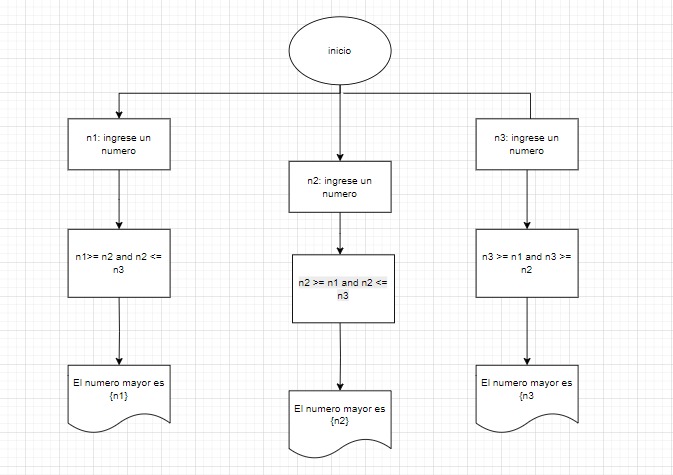 inicio
n1: ingrese un
numero
n2: ingrese un
numero
n3: ingrese un
numero
n1>= n2 and n2 <=
n3
n2 >= n1 and n2 <=
n3
n3 >= n1 and n3 >=
n2
El numero mayor es
{n1}
El numero mayor es
{n2}
El numero mayor es
{n3